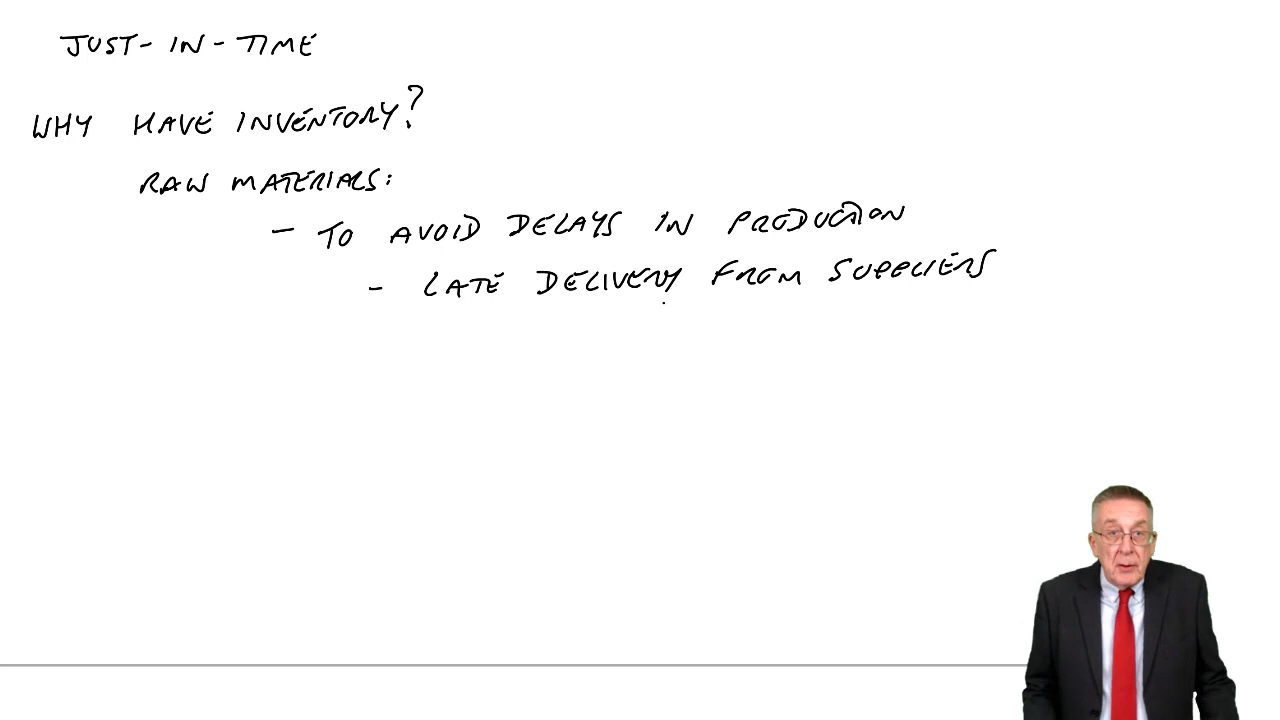 JUST-IN-TIME
WHY HAVE INVENTORY?
RAW MATERIALS:
- TO AVOID DELAYS IN PRODUCTION
- LATE DELIVERY FROM SUPPLIERS